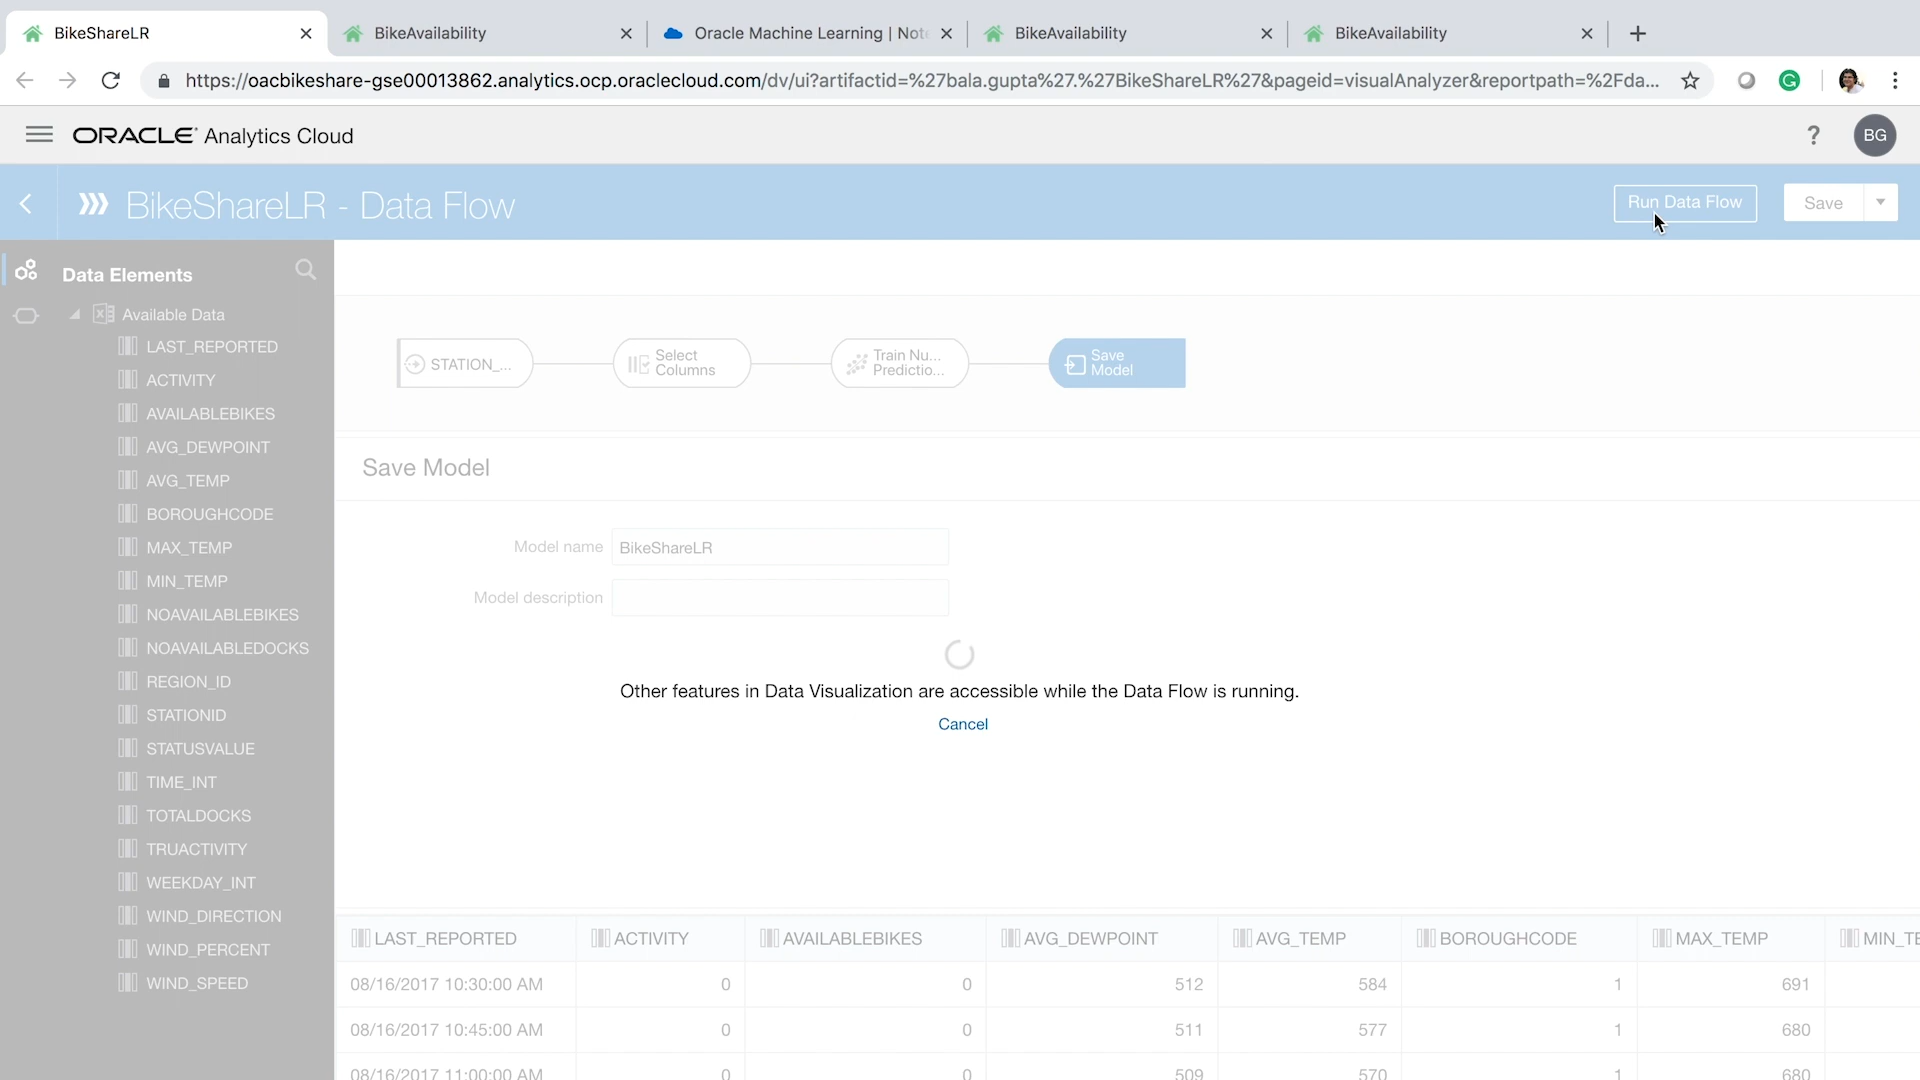 BikeShareLR
BikeAvailability
Oracle Machine Learning | Not
BikeAvailability
BikeAvailability
https://oacbikeshare-gse00013862.analytics.ocp.oraclecloud.com/dv/ui?artifactid=%27bala.gupta%27.%27BikeShareLR%27&pageid=visualAnalyzer&reportpath=%2Fda...
ORACLE Analytics Cloud
?
BG
BikeShareLR - Data Flow
Run Data Flow
Save
Data Elements
Available Data
LAST_REPORTED
ACTIVITY
AVAILABLEBIKES
AVG_DEWPOINT
AVG_TEMP
BOROUGHCODE
MAX_TEMP
MIN_TEMP
NOAVAILABLEBIKES
NOAVAILABLEDOCKS
REGION_ID
STATIONID
STATUSVALUE
TIME_INT
TOTALDOCKS
TRUACTIVITY
WEEKDAY_INT
WIND_DIRECTION
WIND_PERCENT
WIND_SPEED
STATION_...
Select
Columns
Train Nu...
Predictio...
Save
Model
Save Model
Model name BikeShareLR
Model description
Other features in Data Visualization are accessible while the Data Flow is running.
Cancel
LAST_REPORTED ACTIVITY AVAILABLEBIKES AVG_DEWPOINT AVG_TEMP BOROUGHCODE MAX_TEMP MIN_TE
08/16/2017 10:30:00 AM 0 0 512 584 1 691
08/16/2017 10:45:00 AM 0 0 511 577 1 680
08/16/2017 11:00:00 AM 0 0 509 570 1 680